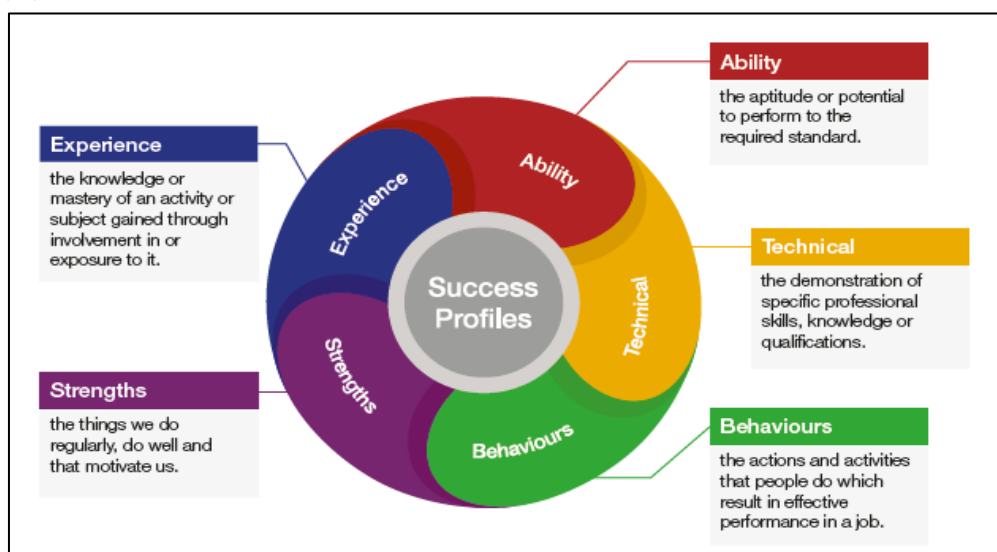 Ability
the aptitude or potential
to perform to the
required standard.
Experience
the knowledge or
mastery of an activity or
subject gained through
involvement in or
exposure to it.
Technical
the demonstration of
specific professional
skills, knowledge or
qualifications.
Strengths
the things we do
regularly, do well and
that motivate us.
Behaviours
the actions and activities
that people do which
result in effective
performance in a job.
Success
Profiles
Ability
Technical
Behaviours
Strengths
Experience